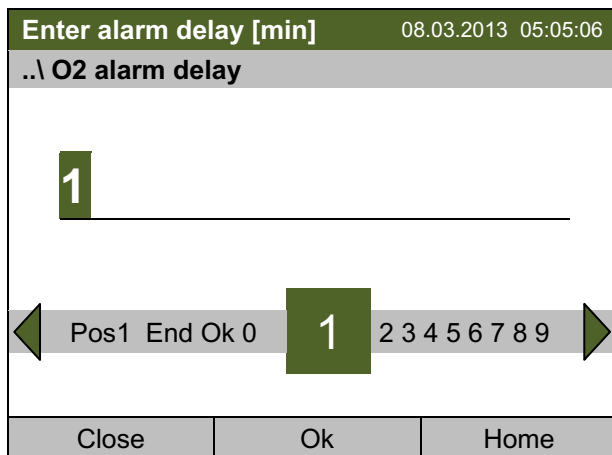 Enter alarm delay [min] 08.03.2013 05:05:06
..\ O2 alarm delay
1
Pos1 End Ok 0 1 2 3 4 5 6 7 8 9
Close Ok Home